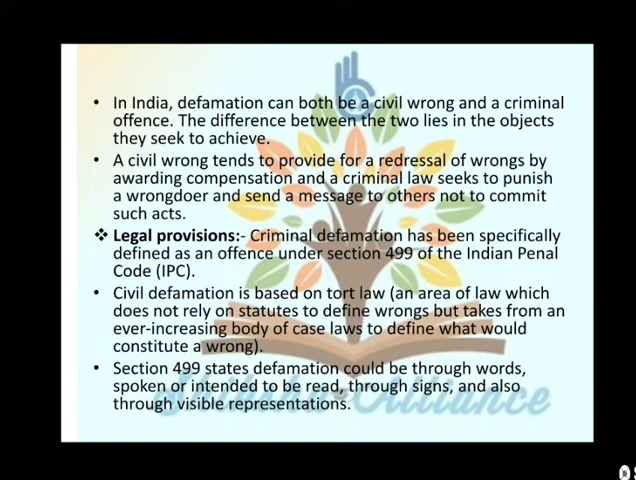 • In India, defamation can both be a civil wrong and a criminal
offence. The difference between the two lies in the objects
they seek to achieve.
• A civil wrong tends to provide for a redressal of wrongs by
awarding compensation and a criminal law seeks to punish
a wrongdoer and send a message to others not to commit
such acts.
❖ Legal provisions:- Criminal defamation has been specifically
defined as an offence under section 499 of the Indian Penal
Code (IPC).
• Civil defamation is based on tort law (an area of law which
does not rely on statutes to define wrongs but takes from an
ever-increasing body of case laws to define what would
constitute a wrong).
• Section 499 states defamation could be through words,
spoken or intended to be read, through signs, and also
through visible representations.
Alliance